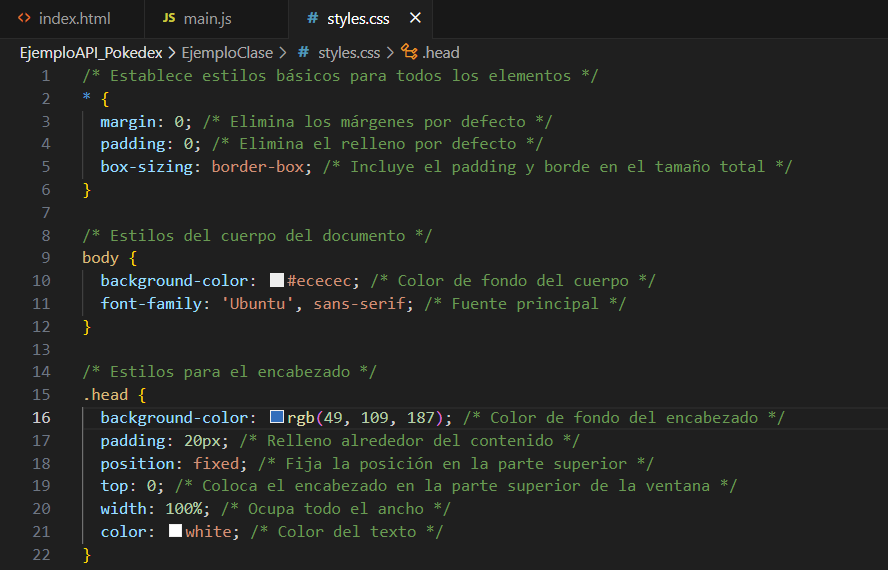 index.html JS main.js # styles.css ×
EjemploAPI_Pokedex > EjemploClase > # styles.css > .head
1 /* Establece estilos básicos para todos los elementos */
2 * {
3 margin: 0; /* Elimina los márgenes por defecto */
4 padding: 0; /* Elimina el relleno por defecto */
5 box-sizing: border-box; /* Incluye el padding y borde en el tamaño total */
6 }
7
8 /* Estilos del cuerpo del documento */
9 body {
10 background-color: #ececec; /* Color de fondo del cuerpo */
11 font-family: 'Ubuntu', sans-serif; /* Fuente principal */
12 }
13
14 /* Estilos para el encabezado */
15 .head {
16 background-color: rgb(49, 109, 187); /* Color de fondo del encabezado */
17 padding: 20px; /* Relleno alrededor del contenido */
18 position: fixed; /* Fija la posición en la parte superior */
19 top: 0; /* Coloca el encabezado en la parte superior de la ventana */
20 width: 100%; /* Ocupa todo el ancho */
21 color: white; /* Color del texto */
22 }